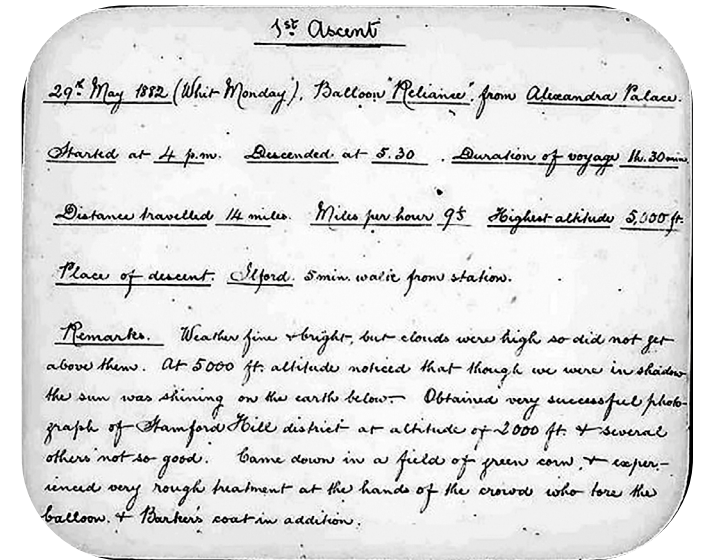 1st Ascent
29th May 1882 (Whit Monday), Balloon "Reliance", from Alexandra Palace.
Started at 4 p.m. Descended at 5.30. Duration of voyage 1h. 30min.
Distance travelled 14 miles. Miles per hour Highest altitude 5,000 ft.
Place of descent. Ilford. 5 min. walk from station.
Remarks. Weather fine & bright, but clouds were high so did not get
above them. At 5000 ft. altitude noticed that though we were in shadow
the sun was shining on the earth below — Obtained very successful photo-
graph of Stamford Hill district at altitude of 2000 ft. & several
others not so good. Came down in a field of green corn, & exper-
ienced very rough treatment at the hands of the crowd who tore the
balloon. & Barker's coat in addition.